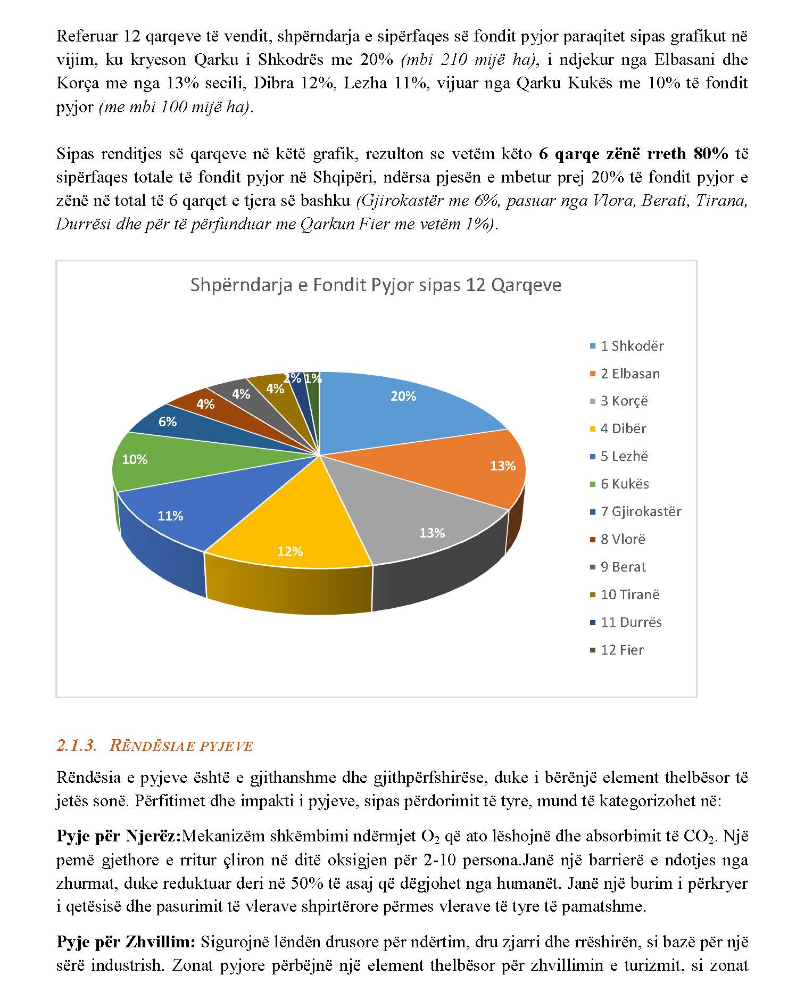 Referuar 12 qarqeve të vendit, shpërndarja e sipërfaqes së fondit pyjor paraqitet sipas grafikut në
vijim, ku kryeson Qarku i Shkodrës me 20% (mbi 210 mijë ha), i ndjekur nga Elbasani dhe
Korça me nga 13% secili, Dibra 12%, Lezha 11%, vijuar nga Qarku Kukës me 10% të fondit
pyjor (me mbi 100 mijë ha).
Sipas renditjes së qarqeve në këtë grafik, rezulton se vetëm këto 6 qarqe zënë rreth 80% të
sipërfaqes totale të fondit pyjor në Shqipëri, ndërsa pjesën e mbetur prej 20% të fondit pyjor e
zënë në total të 6 qarqet e tjera së bashku (Gjirokastër me 6%, pasuar nga Vlora, Berati, Tirana,
Durrësi dhe për të përfunduar me Qarkun Fier me vetëm 1%).
Shpërndarja e Fondit Pyjor sipas 12 Qarqeve
20%
13%
13%
12%
11%
10%
6%
4%
4%
4%
2%
1%
1 Shkodër
2 Elbasan
3 Korçë
4 Dibër
5 Lezhë
6 Kukës
7 Gjirokastër
8 Vlorë
9 Berat
10 Tiranë
11 Durrës
12 Fier
2.1.3. RËNDËSIAE PYJEVE
Rëndësia e pyjeve është e gjithanshme dhe gjithpërfshirëse, duke i bërënjë element thelbësor të
jetës sonë. Përfitimet dhe impakti i pyjeve, sipas përdorimit të tyre, mund të kategorizohet në:
Pyje për Njerëz:Mekanizëm shkëmbimi ndërmjet O₂ që ato lëshojnë dhe absorbimit të CO₂. Një
pemë gjethore e rritur çliron në ditë oksigjen për 2-10 persona.Janë një barrierë e ndotjes nga
zhurmat, duke reduktuar deri në 50% të asaj që dëgjohet nga humanët. Janë një burim i përkryer
i qetësisë dhe pasurimit të vlerave shpirtërore përmes vlerave të tyre të pamatshme.
Pyje për Zhvillim: Sigurojnë lëndën drusore për ndërtim, dru zjarri dhe rrëshirën, si bazë për një
sërë industrish. Zonat pyjore përbëjnë një element thelbësor për zhvillimin e turizmit, si zonat